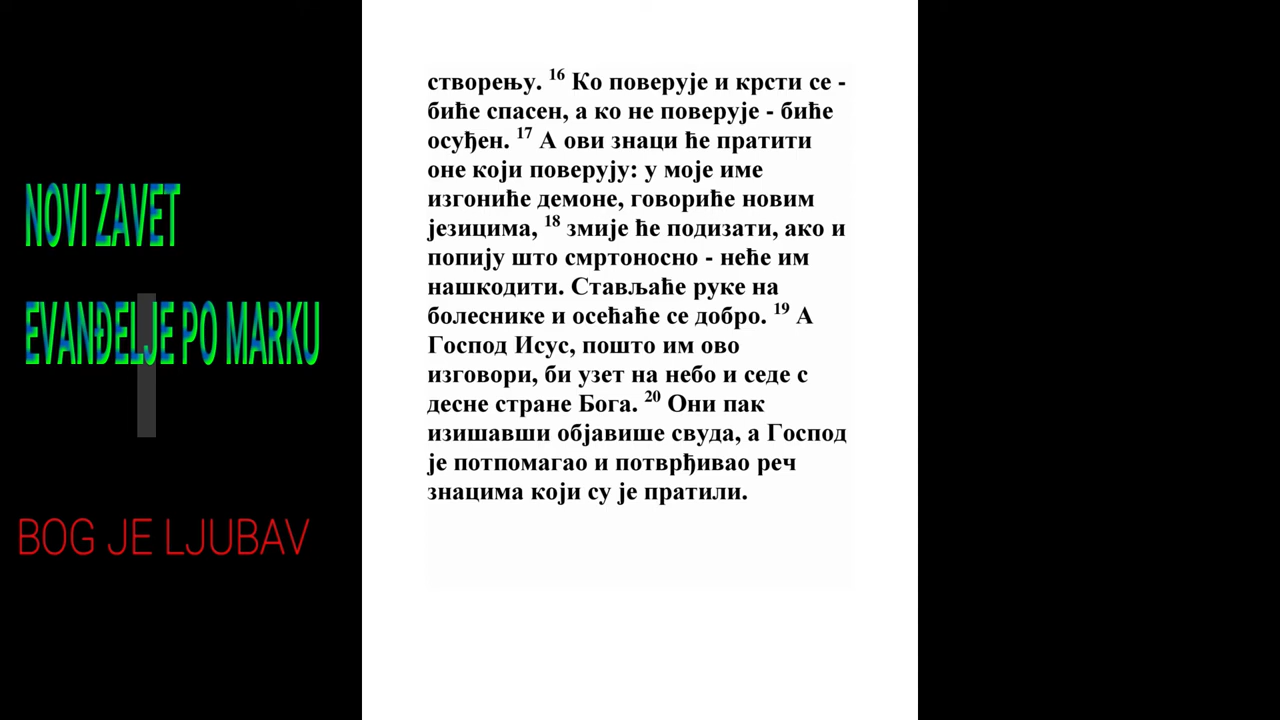 NOVI ZAVET
EVANĐELJE PO MARKU
BOG JE LJUBAV
створењу. 16 Ко поверује и крсти се -
биће спасен, а ко не поверује - биће
осуђен. 17 А ови знаци ће пратити
оне који поверују: у моје име
изгониће демоне, говориће новим
језицима, 18 змије ће подизати, ако и
попију што смртоносно - неће им
нашкодити. Стављаће руке на
болеснике и осећаће се добро. 19 А
Господ Исус, пошто им ово
изговори, би узет на небо и седе с
десне стране Бога. 20 Они пак
изишавши објавише свуда, а Господ
је потпомагао и потврђивао реч
знацима који су је пратили.